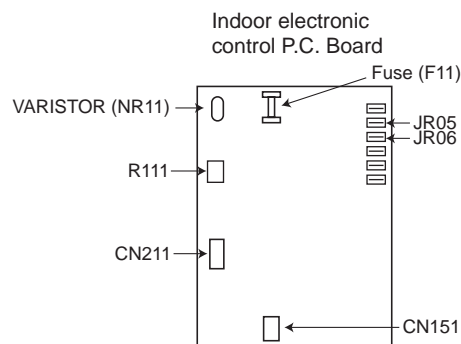 Indoor electronic
control P.C. Board
Fuse (F11)
VARISTOR (NR11)
JR05
JR06
R111
CN211
CN151